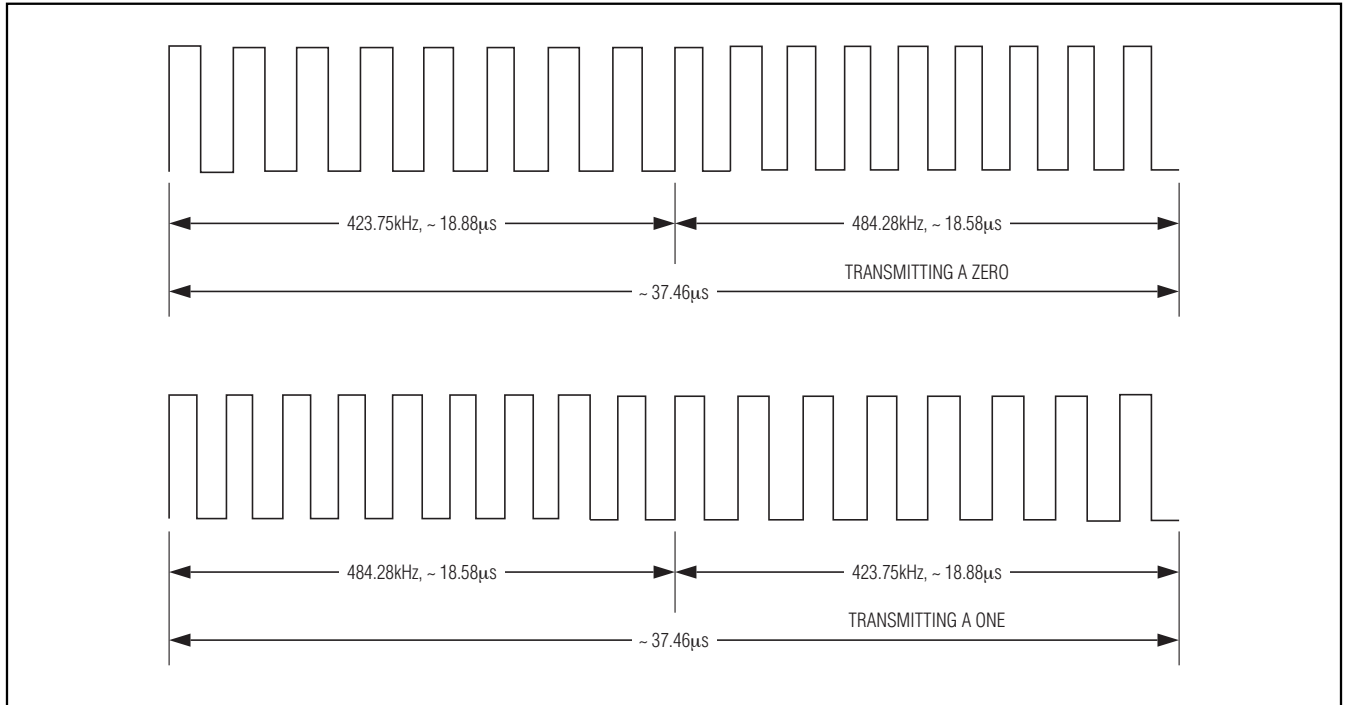 423.75kHz, ~ 18.88µs
484.28kHz, ~ 18.58µs
TRANSMITTING A ZERO
~ 37.46µs
484.28kHz, ~ 18.58µs
423.75kHz, ~ 18.88µs
TRANSMITTING A ONE
~ 37.46µs